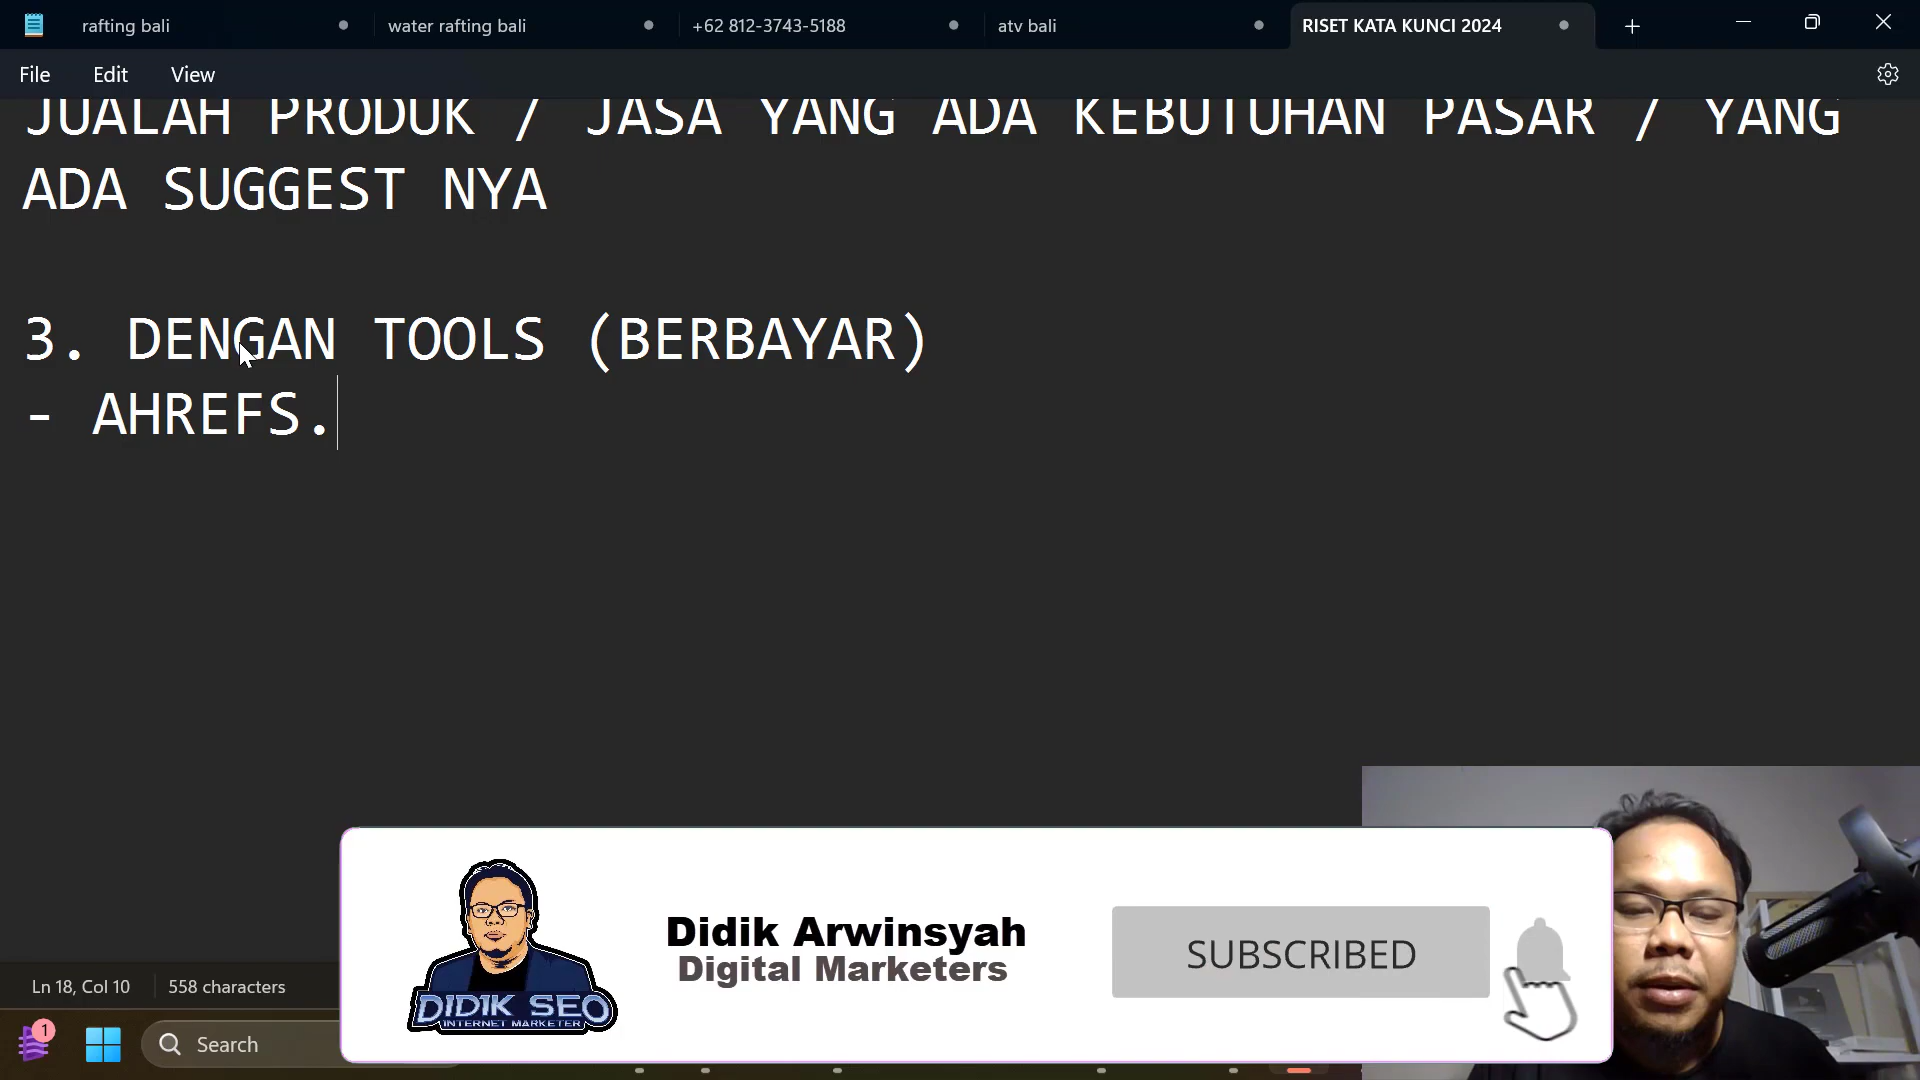 rafting bali
water rafting bali
+62 812-3743-5188
atv bali
RISET KATA KUNCI 2024
File
Edit
View
JUALAH PRODUK / JASA YANG ADA KEBUTUHAN PASAR / YANG
ADA SUGGEST NYA
3. DENGAN TOOLS (BERBAYAR)
- AHREFS.
Didik Arwinsyah
Digital Marketers
SUBSCRIBED
DIDIK SEO
INTERNET MARKETER
Ln 18, Col 10
558 characters
1
Search